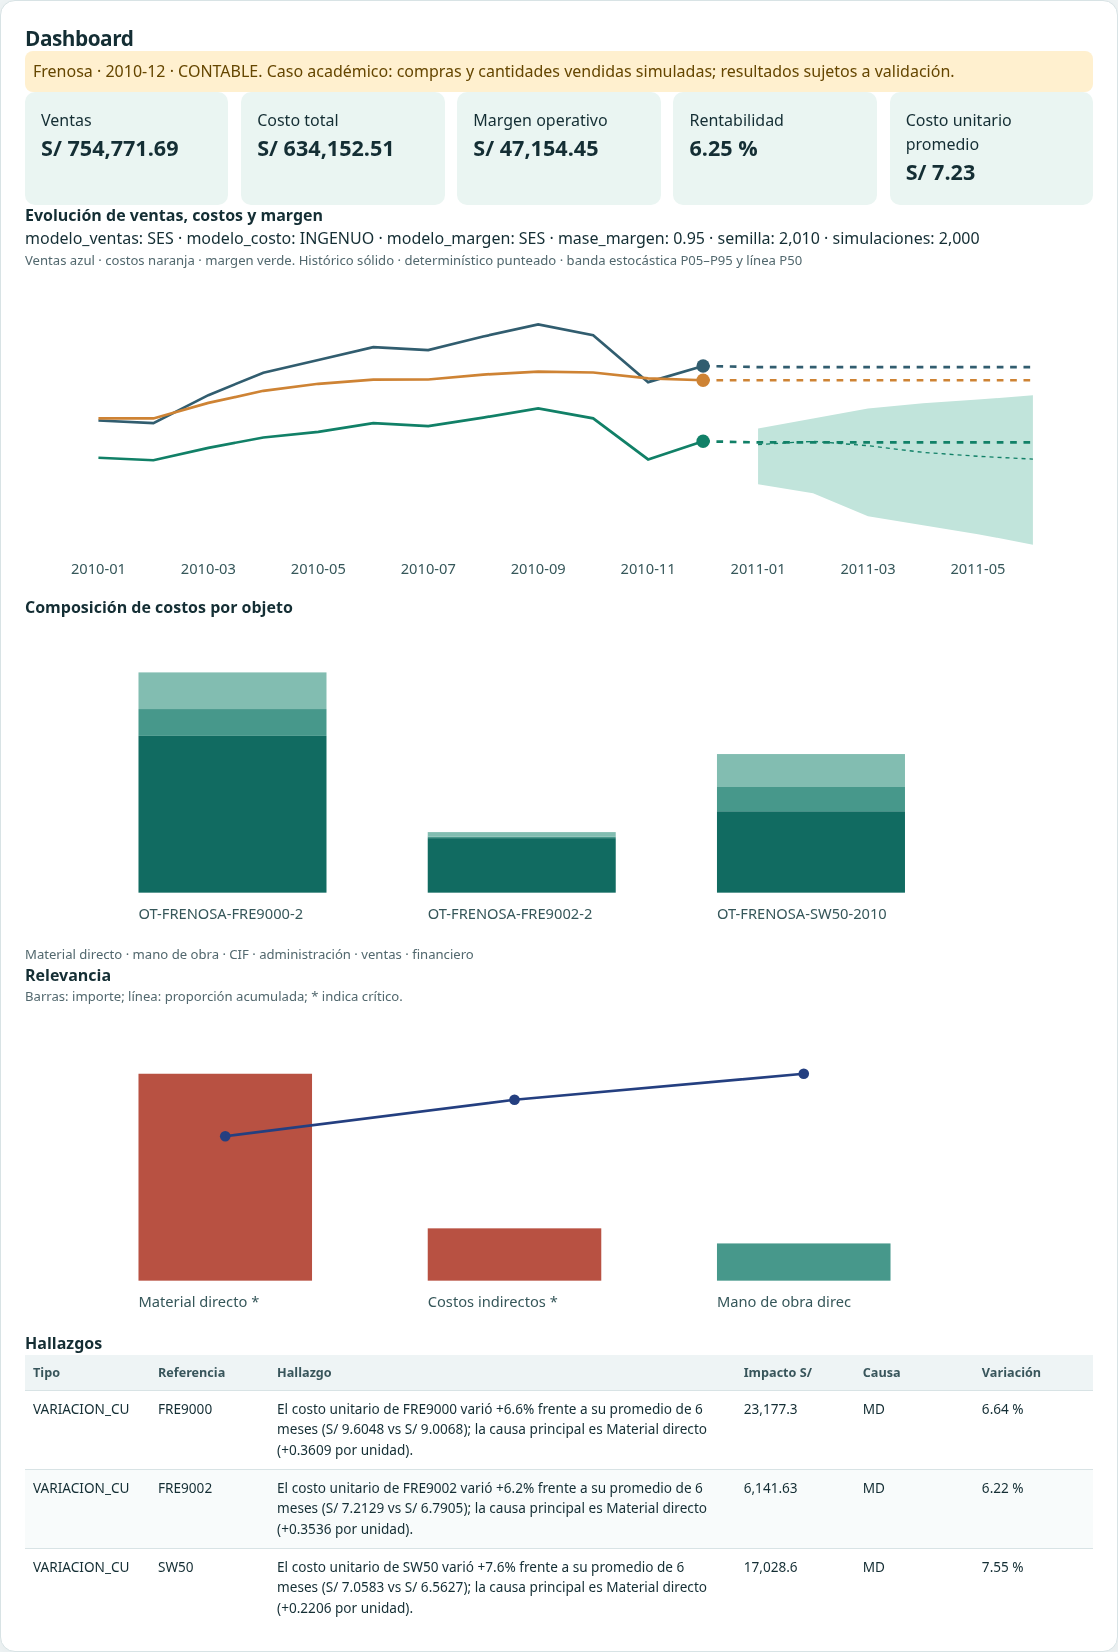 Dashboard
Frenosa · 2010-12 · CONTABLE. Caso académico: compras y cantidades vendidas simuladas; resultados sujetos a validación.
Ventas
S/ 754,771.69
Costo total
S/ 634,152.51
Margen operativo
S/ 47,154.45
Rentabilidad
6.25 %
Costo unitario
promedio
S/ 7.23
Evolución de ventas, costos y margen
modelo_ventas: SES · modelo_costo: INGENUO · modelo_margen: SES · mase_margen: 0.95 · semilla: 2,010 · simulaciones: 2,000
Ventas azul · costos naranja · margen verde. Histórico sólido · determinístico punteado · banda estocástica P05–P95 y línea P50
2010-01 2010-03 2010-05 2010-07 2010-09 2010-11 2011-01 2011-03 2011-05
Composición de costos por objeto
OT-FRENOSA-FRE9000-2 OT-FRENOSA-FRE9002-2 OT-FRENOSA-SW50-2010
Material directo · mano de obra · CIF · administración · ventas · financiero
Relevancia
Barras: importe; línea: proporción acumulada; * indica crítico.
Material directo * Costos indirectos * Mano de obra direc
Hallazgos
Tipo Referencia Hallazgo Impacto S/ Causa Variación
VARIACION_CU FRE9000 El costo unitario de FRE9000 varió +6.6% frente a su promedio de 6 23,177.3 MD 6.64 %
meses (S/ 9.6048 vs S/ 9.0068); la causa principal es Material directo
(+0.3609 por unidad).
VARIACION_CU FRE9002 El costo unitario de FRE9002 varió +6.2% frente a su promedio de 6 6,141.63 MD 6.22 %
meses (S/ 7.2129 vs S/ 6.7905); la causa principal es Material directo
(+0.3536 por unidad).
VARIACION_CU SW50 El costo unitario de SW50 varió +7.6% frente a su promedio de 6 17,028.6 MD 7.55 %
meses (S/ 7.0583 vs S/ 6.5627); la causa principal es Material directo
(+0.2206 por unidad).